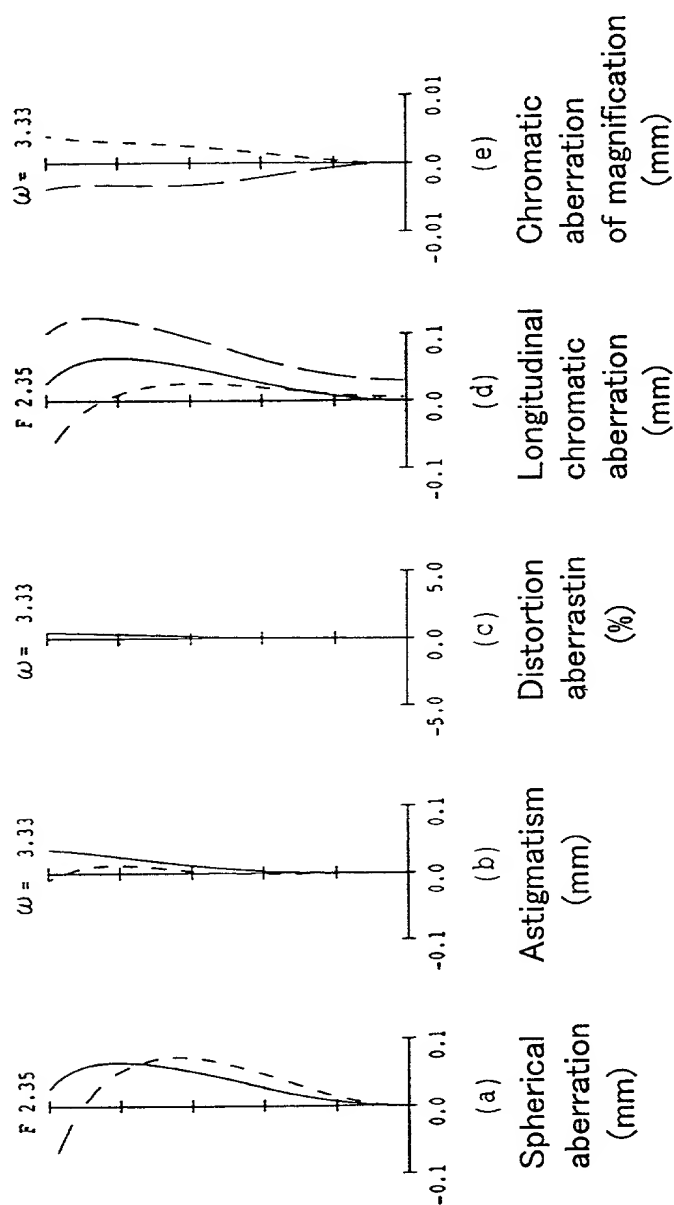 F 2.35
-0.1 0.0 0.1
(a)
Spherical
aberration
(mm)
ω= 3.33
-0.1 0.0 0.1
(b)
Astigmatism
(mm)
ω= 3.33
-5.0 0.0 5.0
(c)
Distortion
aberrastin
(%)
F 2.35
-0.1 0.0 0.1
(d)
Longitudinal
chromatic
aberration
(mm)
ω= 3.33
-0.01 0.0 0.01
(e)
Chromatic
aberration
of magnification
(mm)